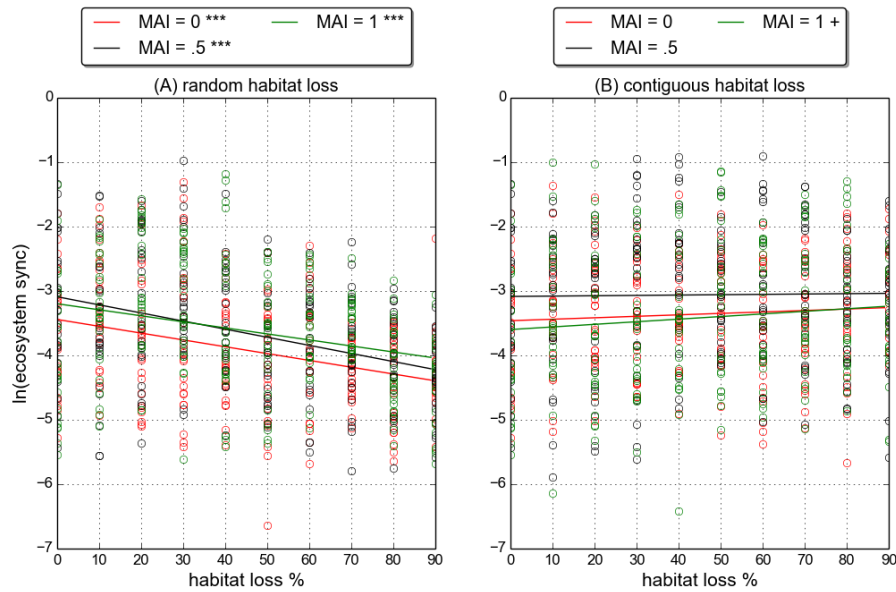 MAI = 0 *** MAI = 1 ***
MAI = .5 ***
MAI = 0 MAI = 1 +
MAI = .5
(A) random habitat loss
(B) contiguous habitat loss
ln(ecosystem sync)
0
−1
−2
−3
−4
−5
−6
−7
0 10 20 30 40 50 60 70 80 90
habitat loss %
0
−1
−2
−3
−4
−5
−6
−7
0 10 20 30 40 50 60 70 80 90
habitat loss %